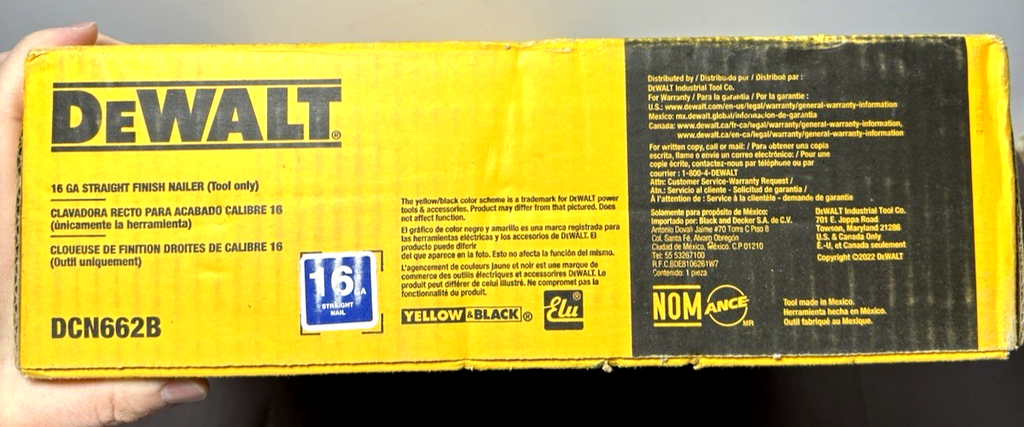 DEWALT®
16 GA STRAIGHT FINISH NAILER (Tool only)
CLAVADORA RECTO PARA ACABADO CALIBRE 16
(únicamente la herramienta)
CLOUEUSE DE FINITION DROITES DE CALIBRE 16
(Outil uniquement)
DCN662B
16 GA
STRAIGHT
NAIL
The yellow/black color scheme is a trademark for DEWALT power
tools & accessories. Product may differ from that pictured. Does
not affect function.
El gráfico de color negro y amarillo es una marca registrada para
las herramientas eléctricas y los accesorios de DEWALT. El
producto puede diferir
del que aparece en la foto. Esto no afecta la función del mismo.
L'agencement de couleurs jaune et noir est une marque de
commerce des outils électriques et accessoires DEWALT. Le
produit peut différer de celui illustré. Ne compromet pas la
fonctionnalité du produit.
YELLOW & BLACK®
Elu®
Distributed by / Distribuido por / Distribué par :
DEWALT Industrial Tool Co.
For Warranty / Para la garantía / Por la garantie :
U.S.: www.dewalt.com/en-us/legal/warranty/general-warranty-information
Mexico: mx.dewalt.global/informacion-de-garantia
Canada: www.dewalt.ca/fr-ca/legal/warranty/general-warranty-information,
www.dewalt.ca/en-ca/legal/warranty/general-warranty-information
For written copy, call or mail: / Para obtener una copia
escrita, llame o envíe un correo electrónico: / Pour une
copie écrite, contactez-nous par téléphone ou par
courrier : 1-800-4-DEWALT
Attn: Customer Service-Warranty Request /
Atn.: Servicio al cliente - Solicitud de garantía /
À l'attention de : Service à la clientèle - demande de garantie
Solamente para propósito de México:
Importado por: Black and Decker S.A. de C.V.
Antonio Dovali Jaime #70 Torre C Piso 8
Col. Santa Fé, Alvaro Obregón
Ciudad de México, México. C.P 01210
Tel: 55 53267100
R.F.C.BDE8106261W7
Contenido: 1 pieza
DEWALT Industrial Tool Co.
701 E. Joppa Road
Towson, Maryland 21286
U.S. & Canada Only
É.-U, et Canada seulement
Copyright ©2022 DEWALT
NOM
ANCE
MR
Tool made in Mexico.
Herramienta hecha en México.
Outil fabriqué au Mexique.